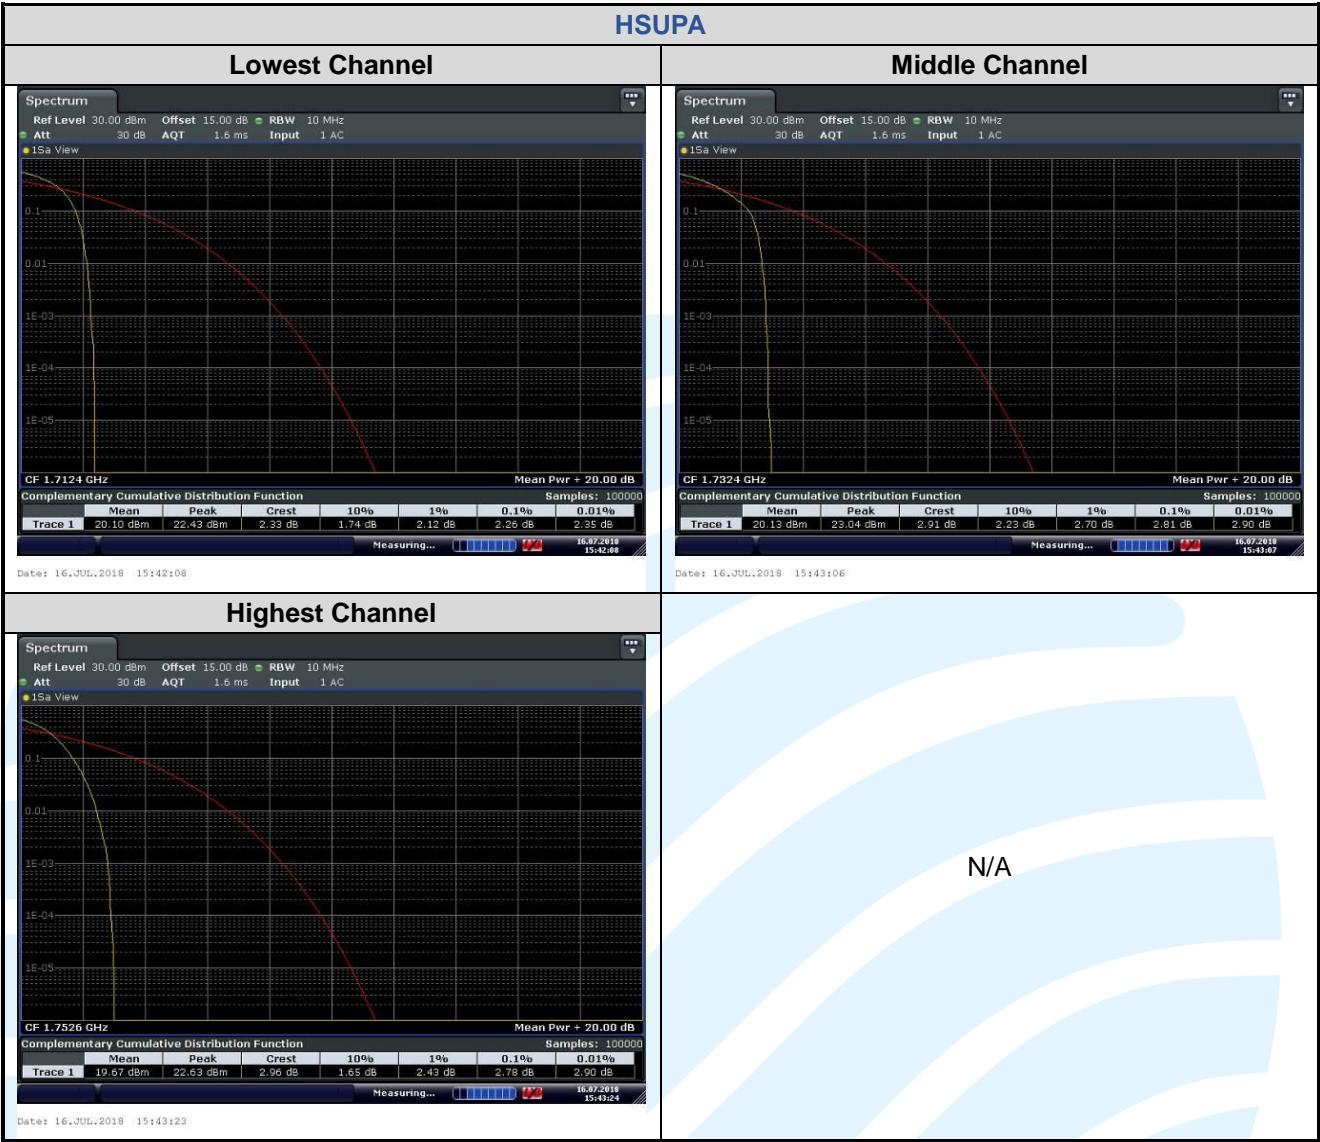 HSUPA
Lowest Channel
Middle Channel
Spectrum
Ref Level 30.00 dBm Offset 15.00 dB RBW 10 MHz
Att 30 dB AQT 1.6 ms Input 1 AC
1Sa View
0.1
0.01
1E-03
1E-04
1E-05
CF 1.7124 GHz Mean Pwr + 20.00 dB
Complementary Cumulative Distribution Function Samples: 100000
Mean Peak Crest 10% 1% 0.1% 0.01%
Trace 1 20.10 dBm 22.43 dBm 2.33 dB 1.74 dB 2.12 dB 2.26 dB 2.35 dB
Measuring... 16.07.2018
15:42:08
Date: 16.JUL.2018 15:42:08
Spectrum
Ref Level 30.00 dBm Offset 15.00 dB RBW 10 MHz
Att 30 dB AQT 1.6 ms Input 1 AC
1Sa View
0.1
0.01
1E-03
1E-04
1E-05
CF 1.7324 GHz Mean Pwr + 20.00 dB
Complementary Cumulative Distribution Function Samples: 100000
Mean Peak Crest 10% 1% 0.1% 0.01%
Trace 1 20.13 dBm 23.04 dBm 2.91 dB 2.23 dB 2.70 dB 2.81 dB 2.90 dB
Measuring... 16.07.2018
15:43:07
Date: 16.JUL.2018 15:43:06
Highest Channel
Spectrum
Ref Level 30.00 dBm Offset 15.00 dB RBW 10 MHz
Att 30 dB AQT 1.6 ms Input 1 AC
1Sa View
0.1
0.01
1E-03
1E-04
1E-05
CF 1.7526 GHz Mean Pwr + 20.00 dB
Complementary Cumulative Distribution Function Samples: 100000
Mean Peak Crest 10% 1% 0.1% 0.01%
Trace 1 19.67 dBm 22.63 dBm 2.96 dB 1.65 dB 2.43 dB 2.78 dB 2.90 dB
Measuring... 16.07.2018
15:43:24
Date: 16.JUL.2018 15:43:23
N/A